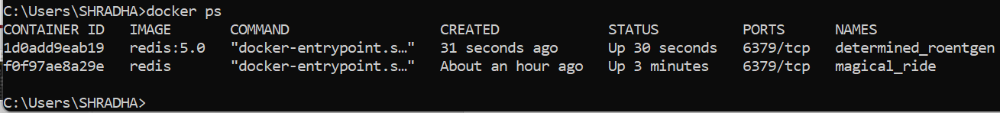 C:\Users\SHRADHA>docker ps
CONTAINER ID   IMAGE       COMMAND                  CREATED             STATUS          PORTS      NAMES
1d0add9eab19   redis:5.0   "docker-entrypoint.s…"   31 seconds ago      Up 30 seconds   6379/tcp   determined_roentgen
f0f97ae8a29e   redis       "docker-entrypoint.s…"   About an hour ago   Up 3 minutes    6379/tcp   magical_ride
C:\Users\SHRADHA>